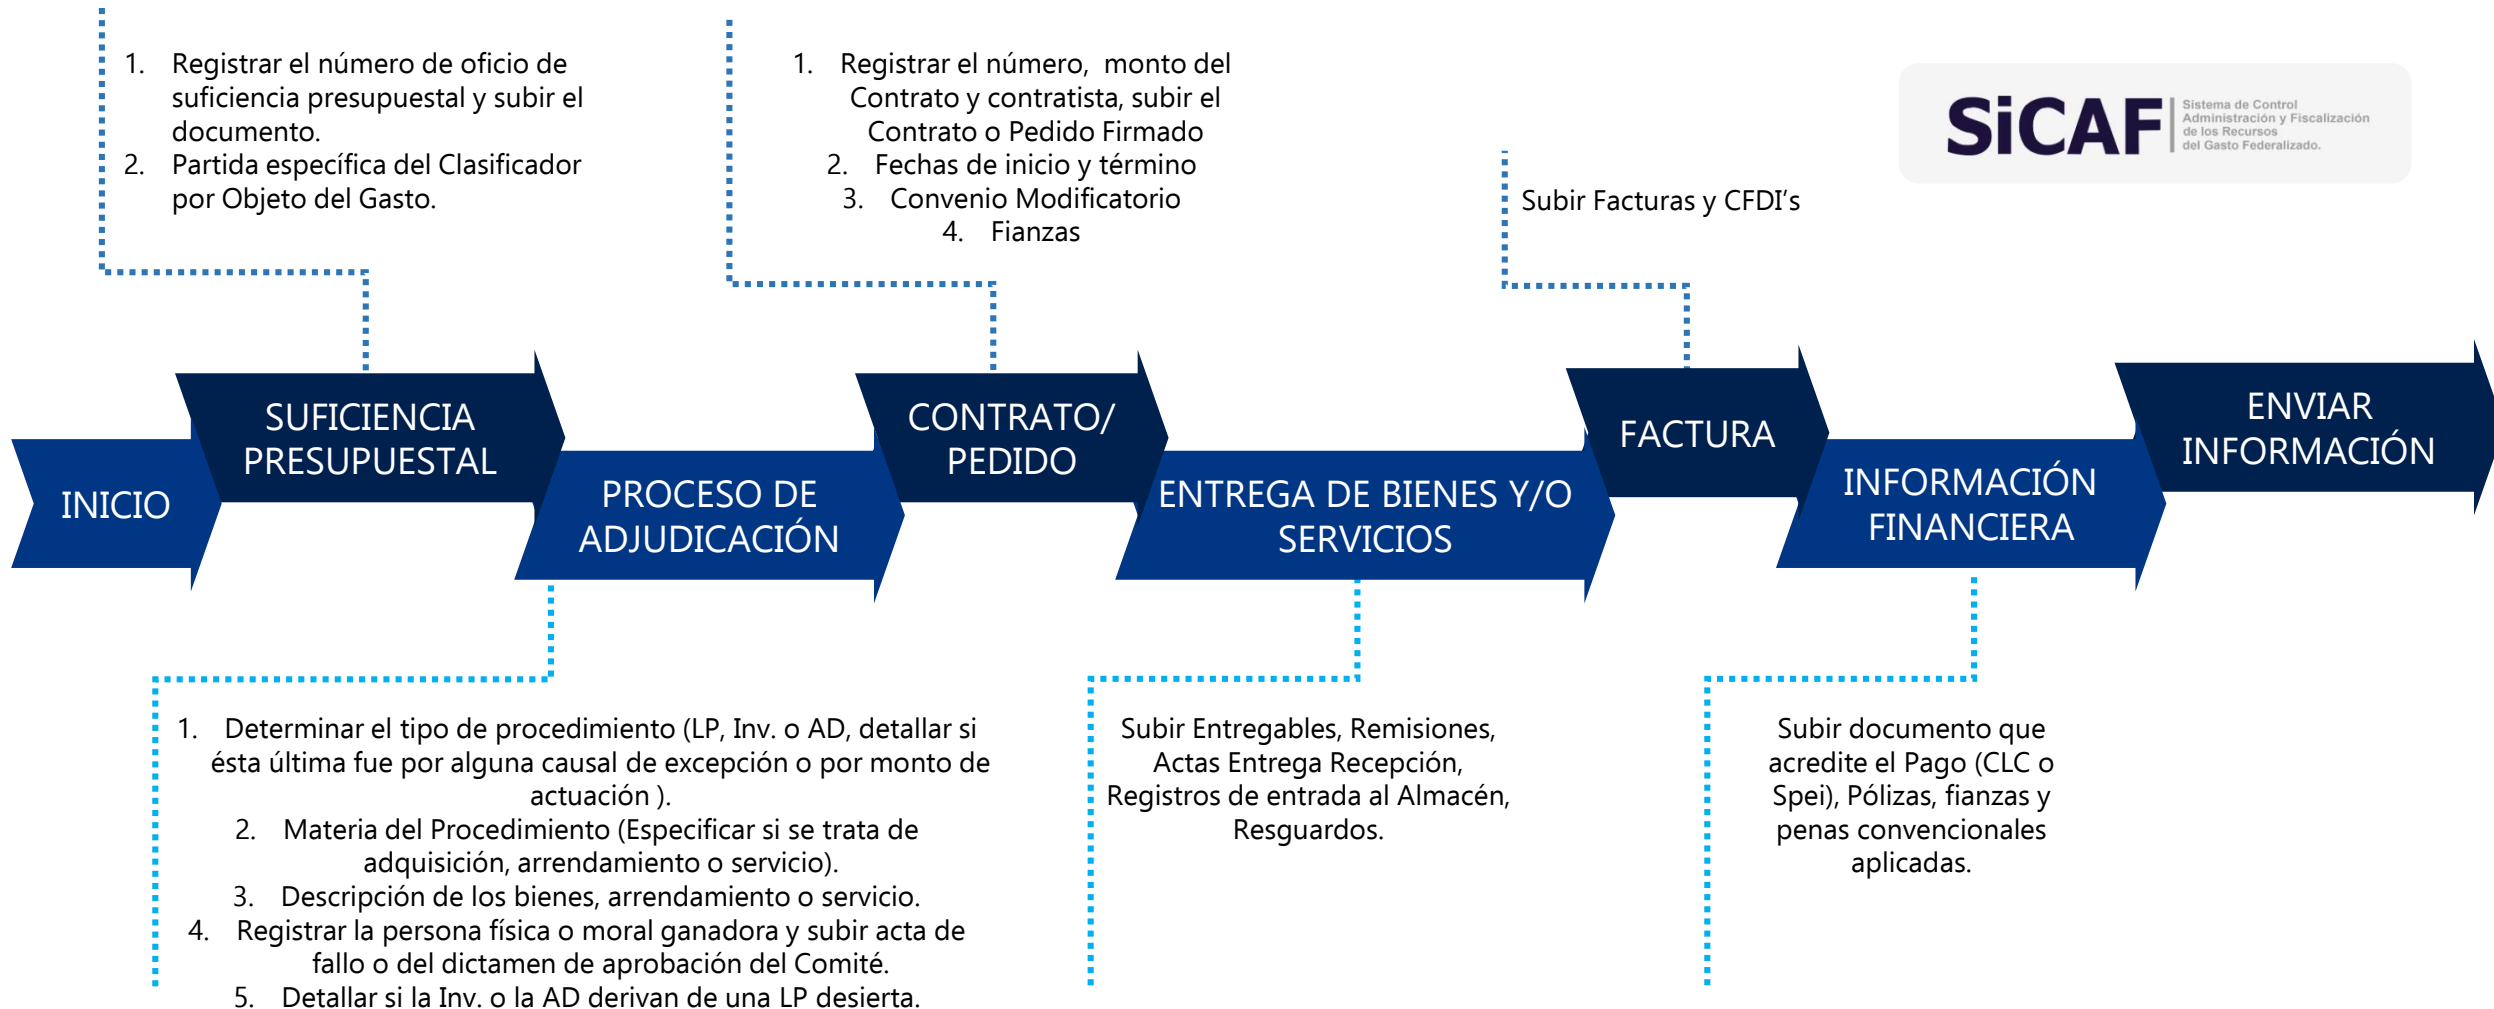 1. Registrar el número de oficio de
suficiencia presupuestal y subir el
documento.
2. Partida específica del Clasificador
por Objeto del Gasto.
1. Registrar el número, monto del
Contrato y contratista, subir el
Contrato o Pedido Firmado
2. Fechas de inicio y término
3. Convenio Modificatorio
4. Fianzas
Subir Facturas y CFDI’s
SiCAF
Sistema de Control
Administración y Fiscalización
de los Recursos
del Gasto Federalizado.
INICIO
SUFICIENCIA
PRESUPUESTAL
PROCESO DE
ADJUDICACIÓN
CONTRATO/
PEDIDO
ENTREGA DE BIENES Y/O
SERVICIOS
FACTURA
INFORMACIÓN
FINANCIERA
ENVIAR
INFORMACIÓN
1. Determinar el tipo de procedimiento (LP, Inv. o AD, detallar si
ésta última fue por alguna causal de excepción o por monto de
actuación ).
2. Materia del Procedimiento (Especificar si se trata de
adquisición, arrendamiento o servicio).
3. Descripción de los bienes, arrendamiento o servicio.
4. Registrar la persona física o moral ganadora y subir acta de
fallo o del dictamen de aprobación del Comité.
5. Detallar si la Inv. o la AD derivan de una LP desierta.
Subir Entregables, Remisiones,
Actas Entrega Recepción,
Registros de entrada al Almacén,
Resguardos.
Subir documento que
acredite el Pago (CLC o
Spei), Pólizas, fianzas y
penas convencionales
aplicadas.